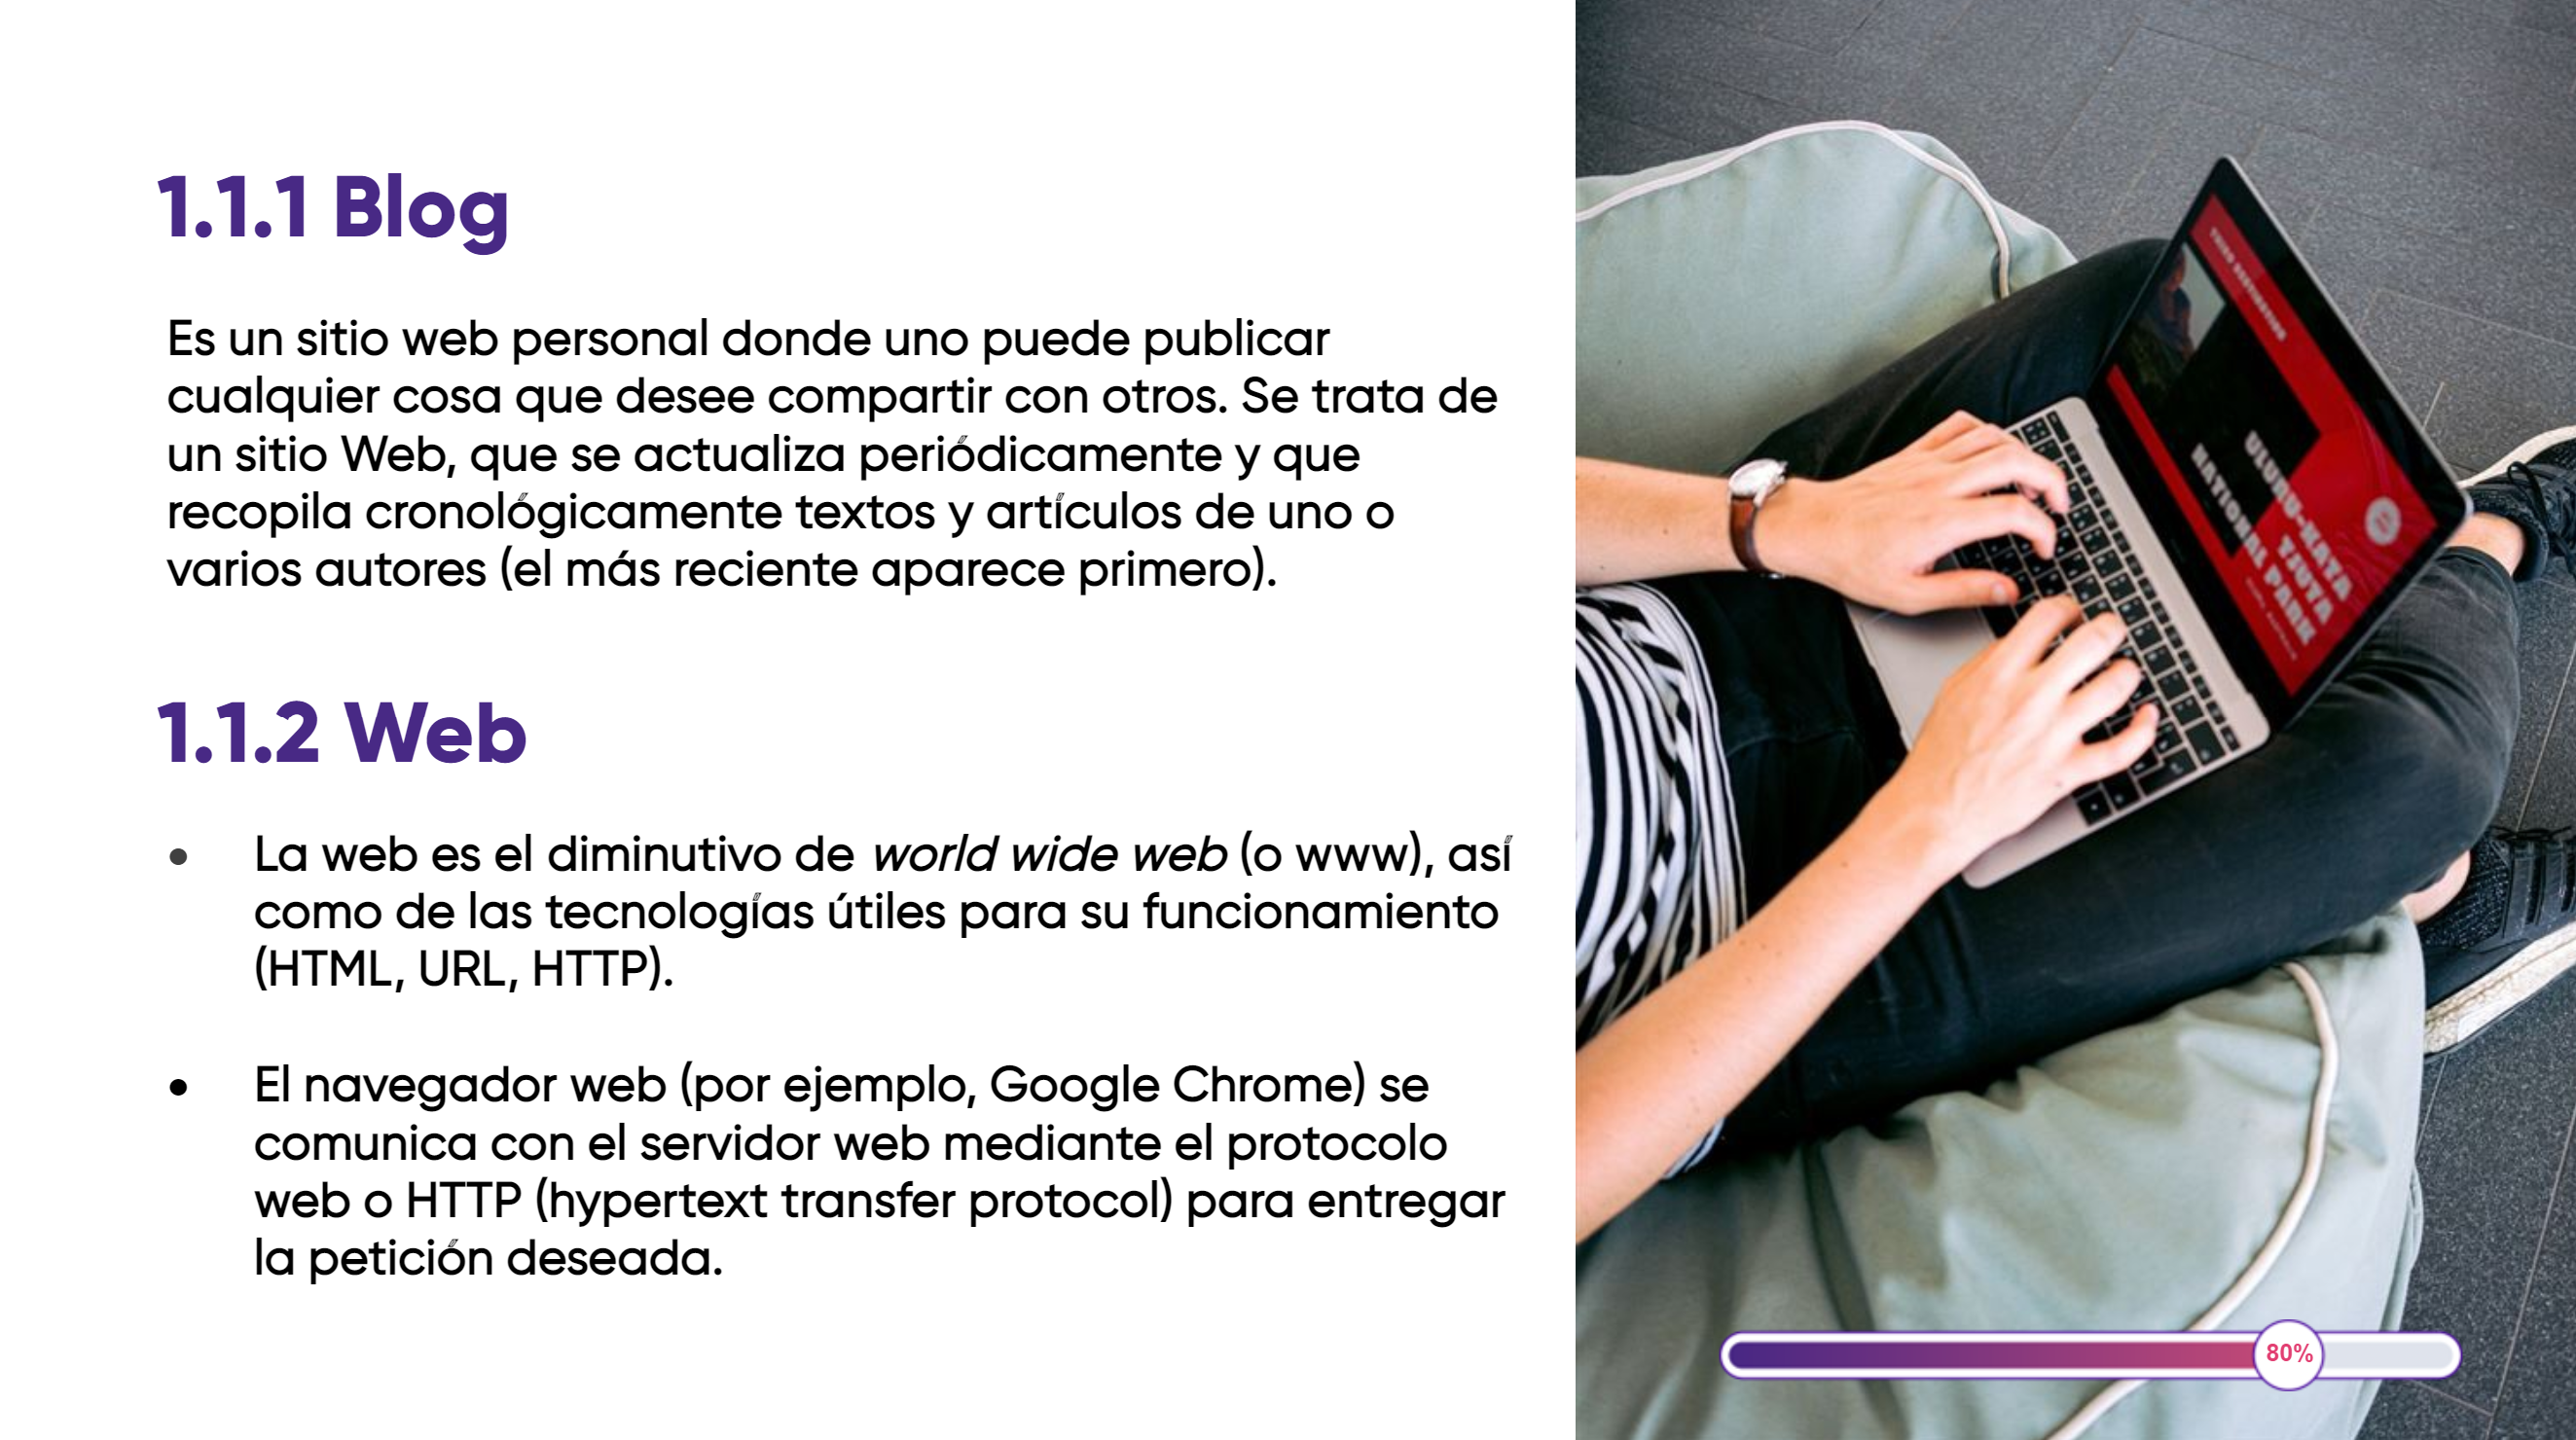 1.1.1 Blog
Es un sitio web personal donde uno puede publicar
cualquier cosa que desee compartir con otros. Se trata de
un sitio Web, que se actualiza periódicamente y que
recopila cronológicamente textos y artículos de uno o
varios autores (el más reciente aparece primero).
1.1.2 Web
• La web es el diminutivo de world wide web (o www), así
como de las tecnologías útiles para su funcionamiento
(HTML, URL, HTTP).
• El navegador web (por ejemplo, Google Chrome) se
comunica con el servidor web mediante el protocolo
web o HTTP (hypertext transfer protocol) para entregar
la petición deseada.
ULURU-KATA
TJUTA
NATIONAL PARK
80%